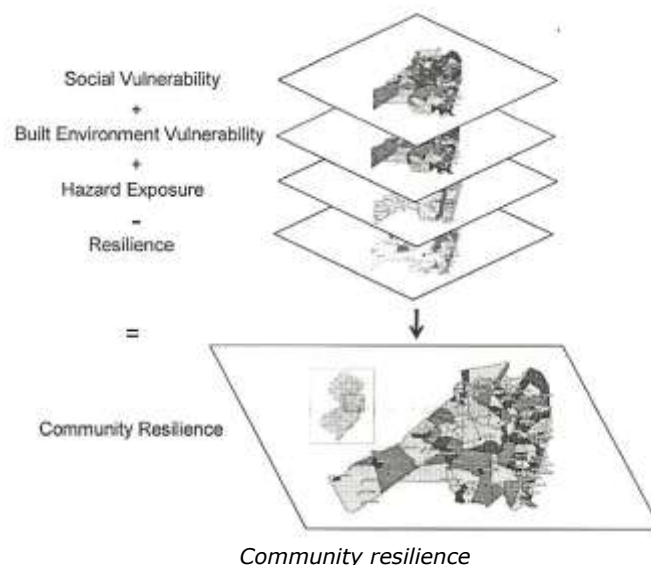 Social Vulnerability
+
Built Environment Vulnerability
+
Hazard Exposure
-
Resilience
=
Community Resilience
Community resilience